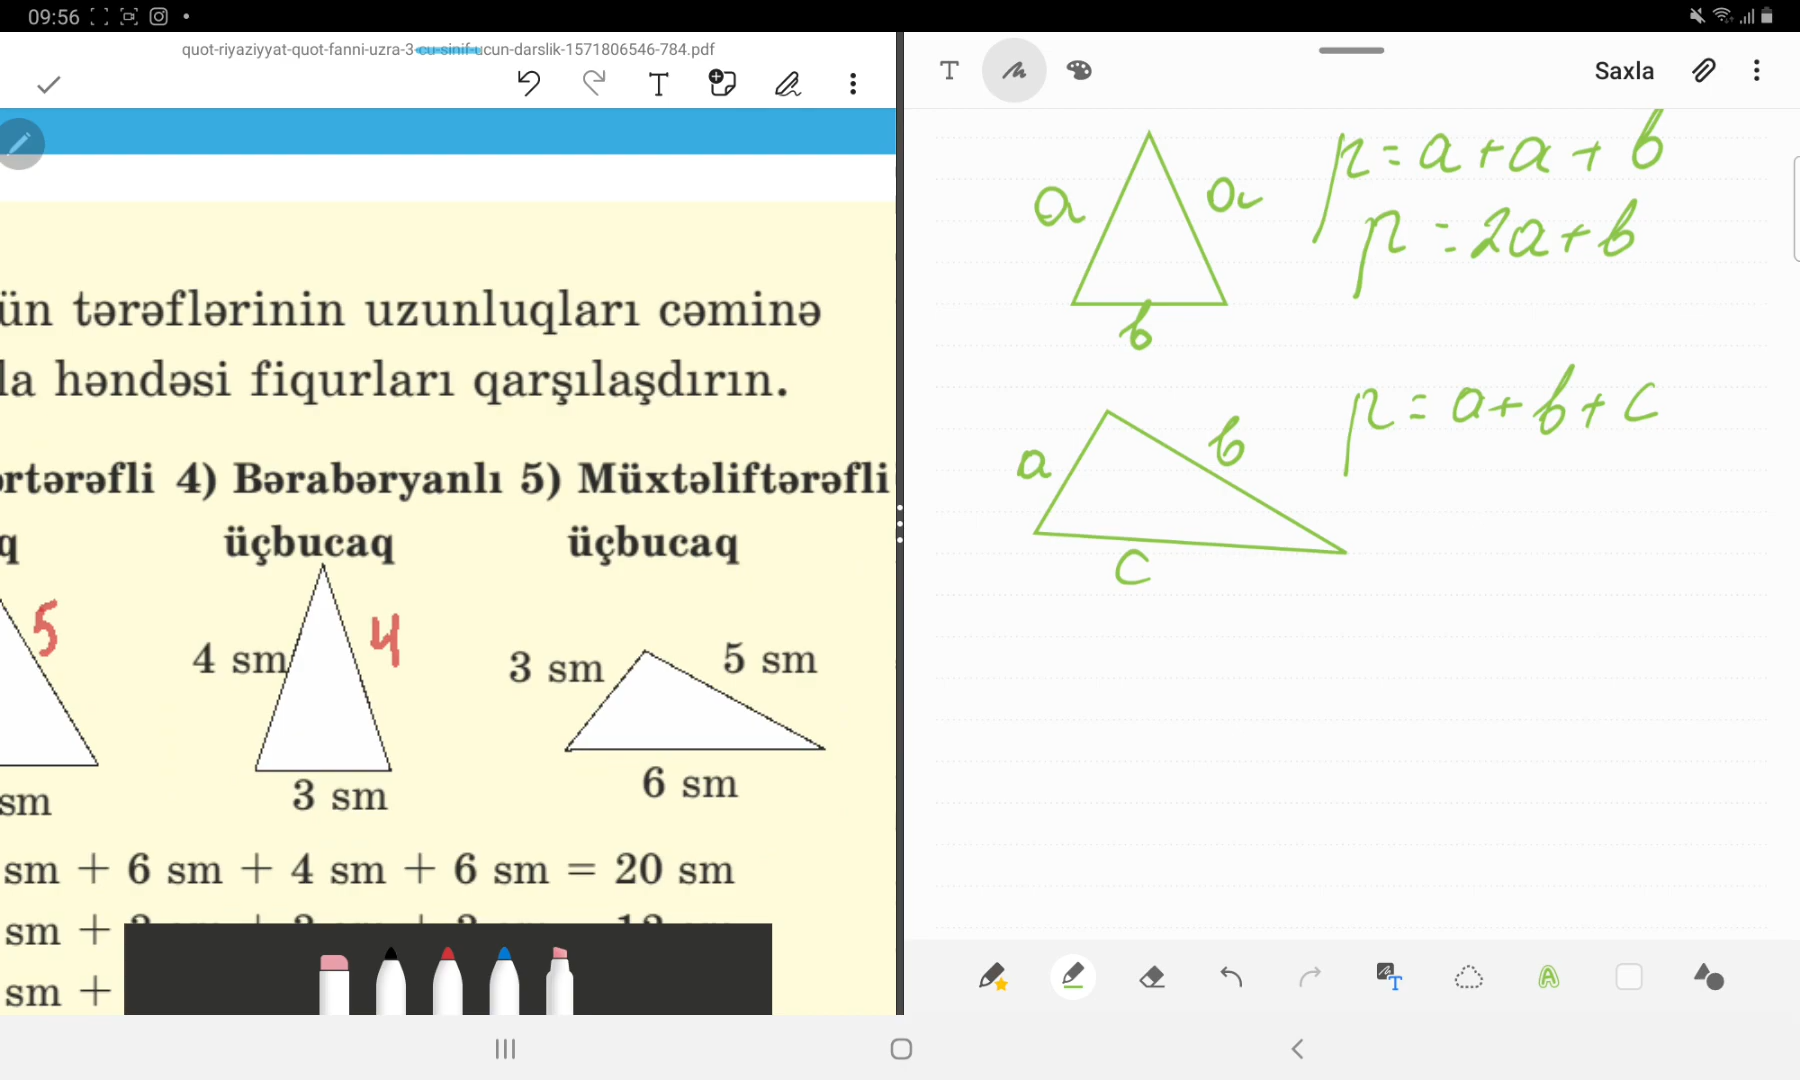 09:56
quot-riyaziyyat-quot-fanni-uzra-3-cu-sinif-ucun-darslik-1571806546-784.pdf
ün tərəflərinin uzunluqları cəminə
la həndəsi fiqurları qarşılaşdırın.
ərtərəfli 4) Bərabəryanlı 5) Müxtəliftərəfli
q üçbucaq üçbucaq
5
4 sm 4 3 sm 5 sm
sm 3 sm 6 sm
sm + 6 sm + 4 sm + 6 sm = 20 sm
sm +
sm +
T Saxla
a a p = a + a + b
p = 2a + b
b
p = a + b + c
a b
c